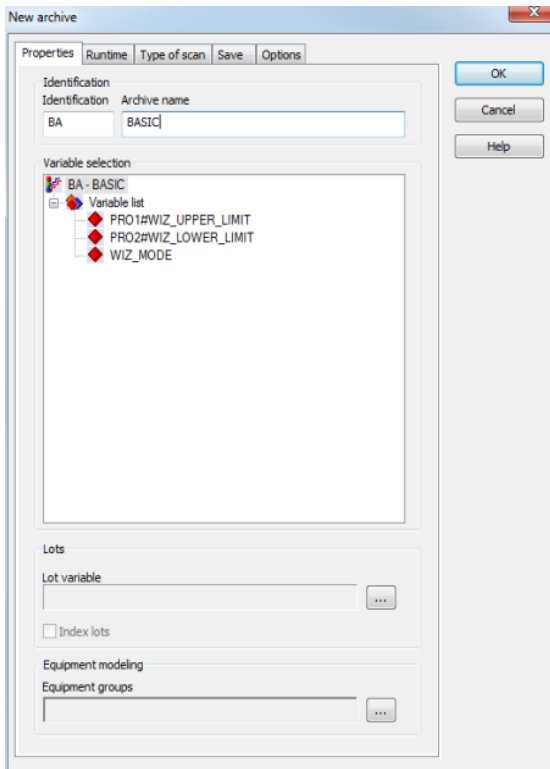 New archive
Properties Runtime Type of scan Save Options
Identification
Identification Archive name
BA BASIC
OK
Cancel
Help
Variable selection
BA - BASIC
Variable list
PRO1#WIZ_UPPER_LIMIT
PRO2#WIZ_LOWER_LIMIT
WIZ_MODE
Lots
Lot variable
...
Index lots
Equipment modeling
Equipment groups
...